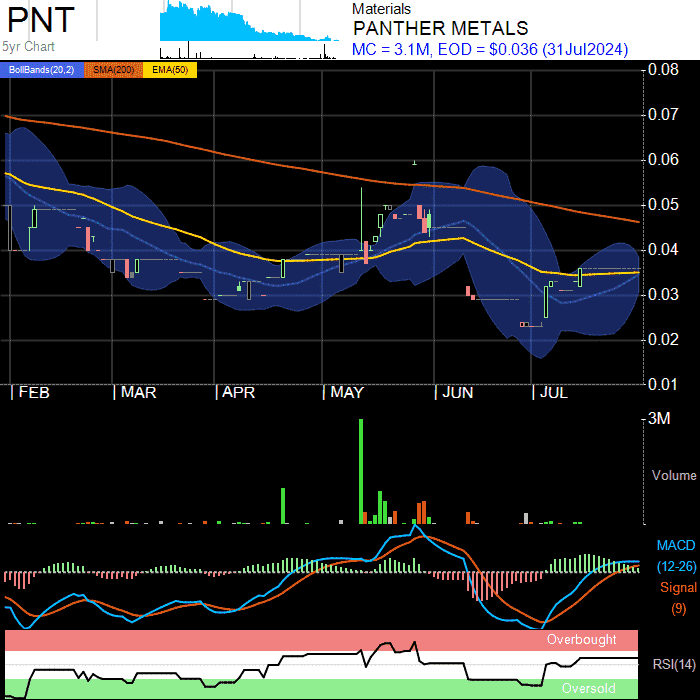 PNT
5yr Chart
Materials
PANTHER METALS
MC = 3.1M, EOD = $0.036 (31Jul2024)
BollBands(20,2) SMA(200) EMA(50)
0.08
0.07
0.06
0.05
0.04
0.03
0.02
0.01
FEB MAR APR MAY JUN JUL
3M
Volume
MACD
(12-26)
Signal
(9)
Overbought
RSI(14)
Oversold